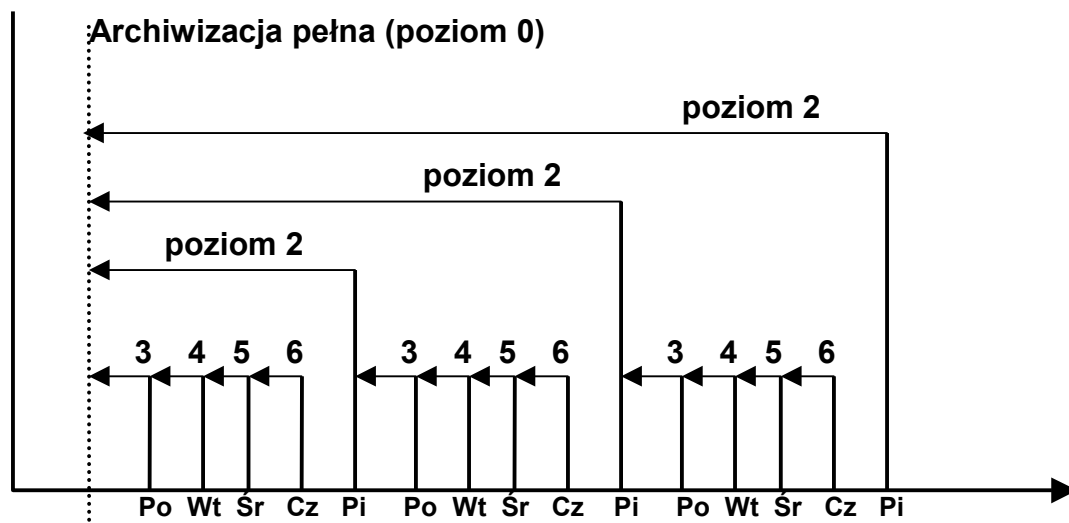 Archiwizacja pełna (poziom 0)
poziom 2
poziom 2
poziom 2
3 4 5 6 3 4 5 6 3 4 5 6
Po Wt Śr Cz Pi Po Wt Śr Cz Pi Po Wt Śr Cz Pi